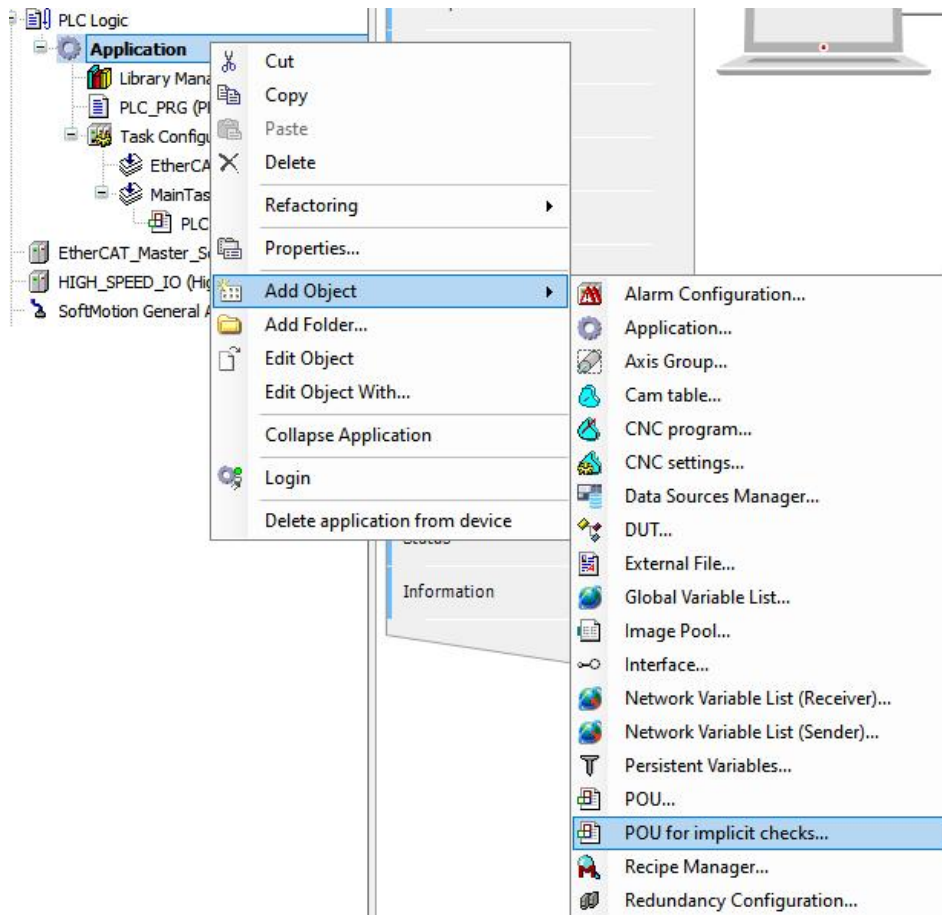 PLC Logic
Application
Library Mana
PLC_PRG (Pl
Task Configu
EtherCA
MainTas
PLC
EtherCAT_Master_S
HIGH_SPEED_IO (Hig
SoftMotion General A
Cut
Copy
Paste
Delete
Refactoring
Properties...
Add Object
Add Folder...
Edit Object
Edit Object With...
Collapse Application
Login
Delete application from device
Information
Alarm Configuration...
Application...
Axis Group...
Cam table...
CNC program...
CNC settings...
Data Sources Manager...
DUT...
External File...
Global Variable List...
Image Pool...
Interface...
Network Variable List (Receiver)...
Network Variable List (Sender)...
Persistent Variables...
POU...
POU for implicit checks...
Recipe Manager...
Redundancy Configuration...